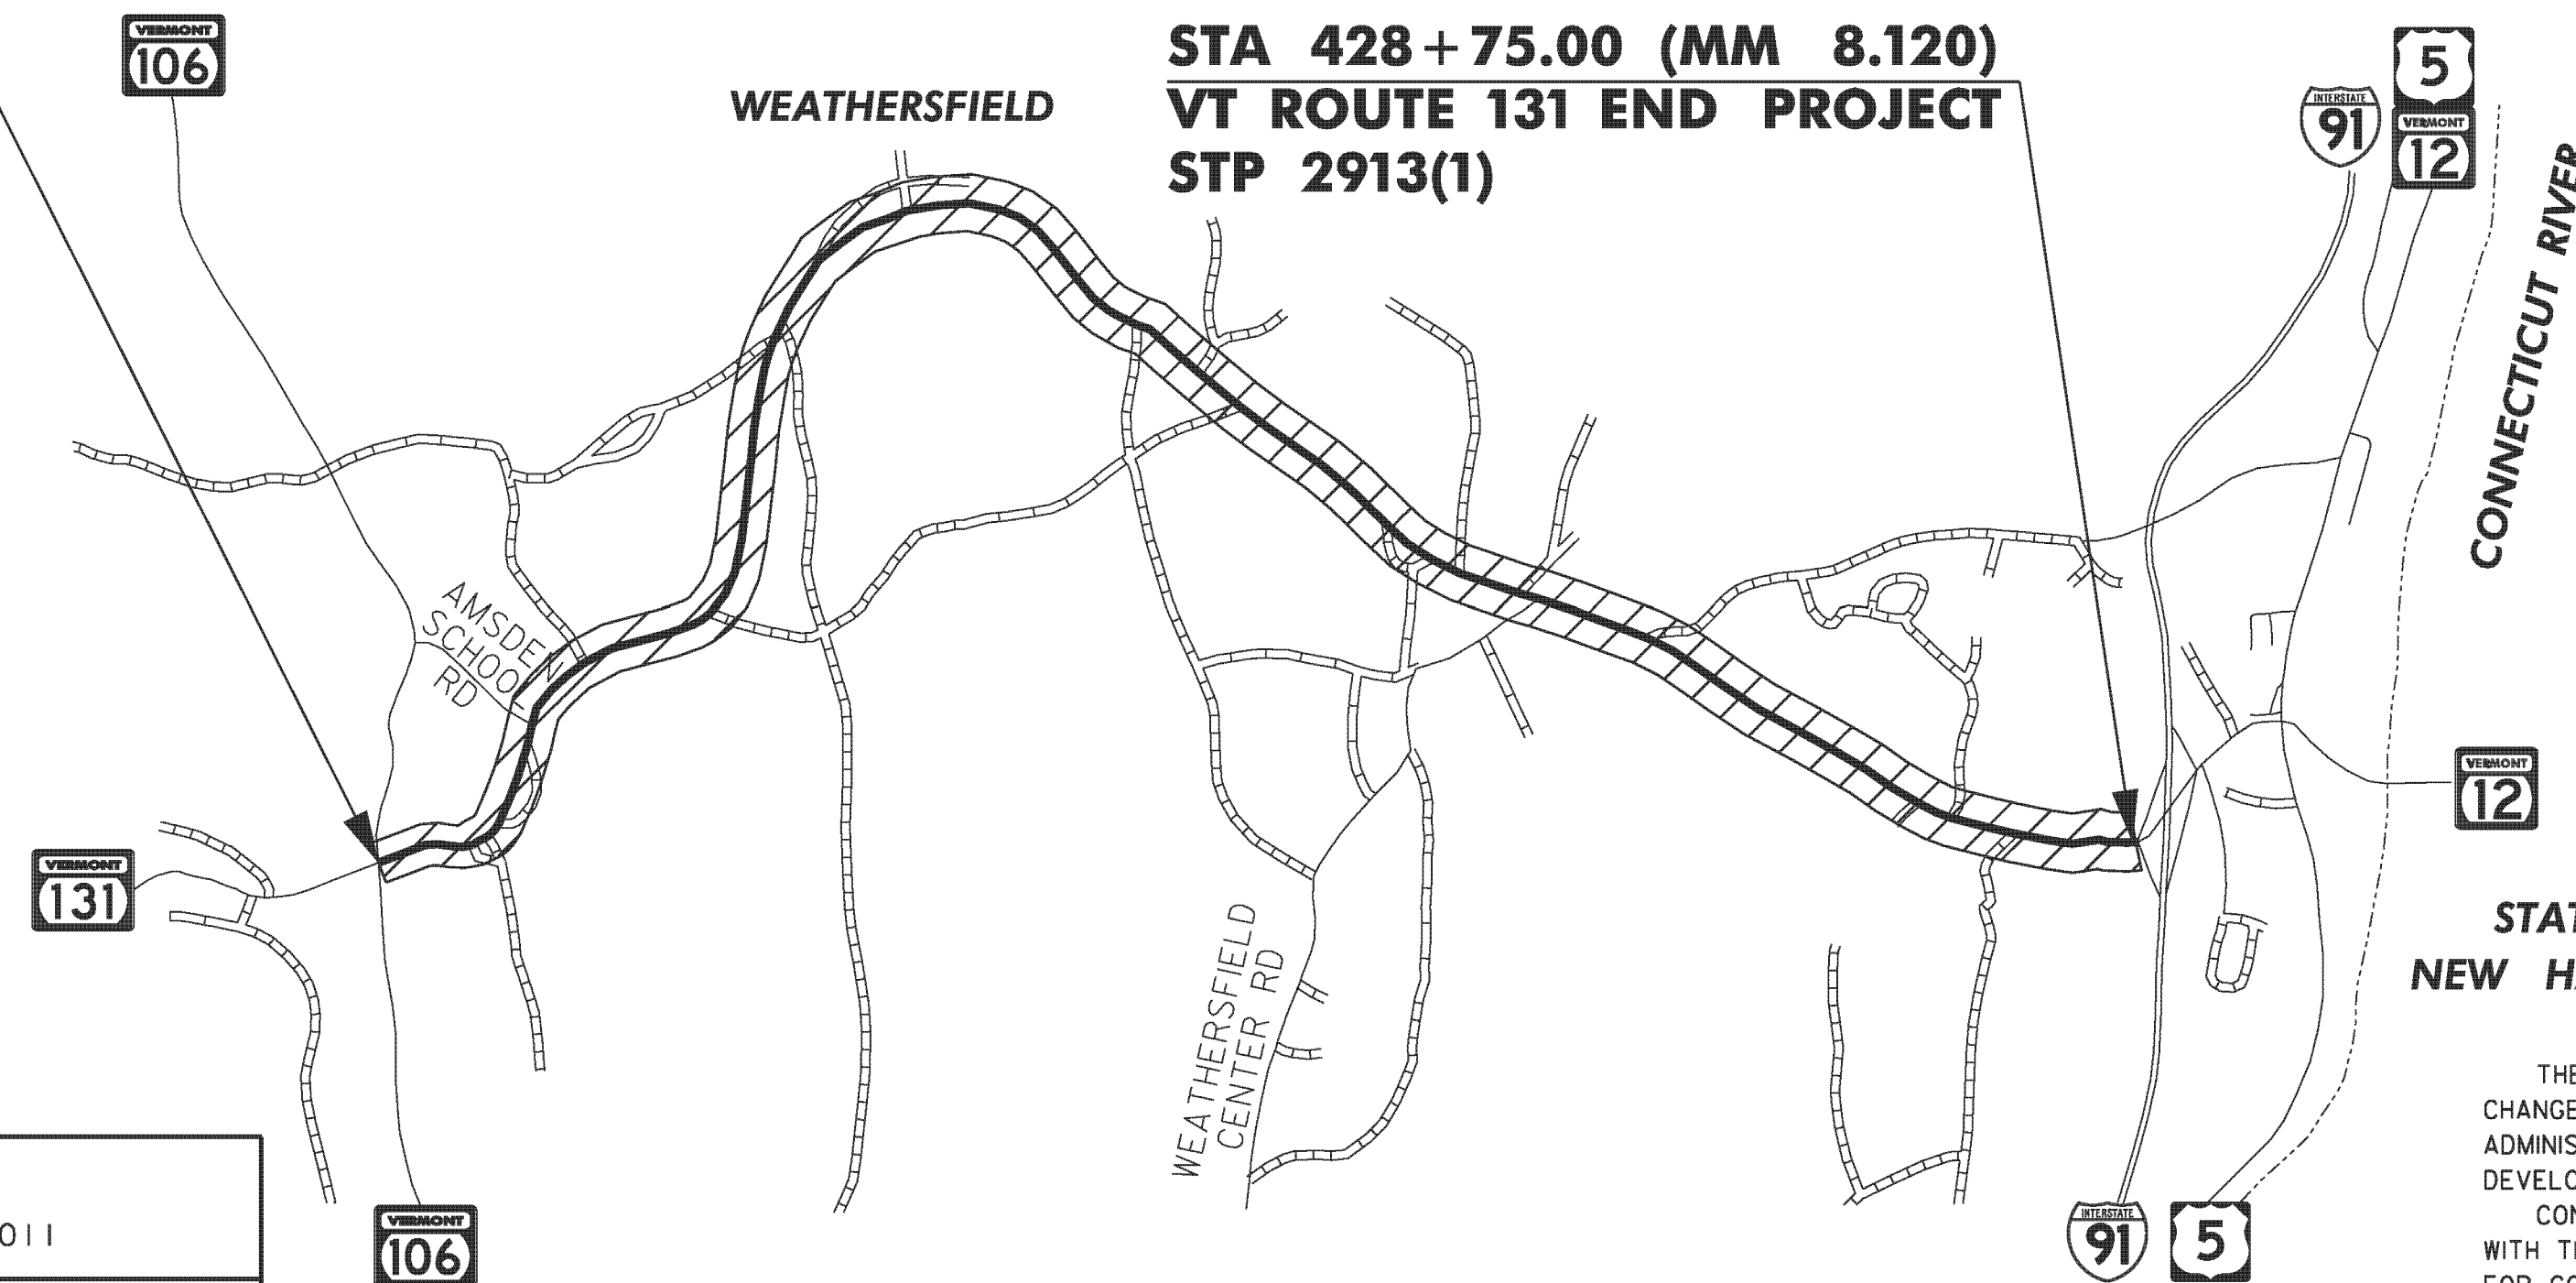 VERMONT
106
WEATHERSFIELD
STA 428+75.00 (MM 8.120)
VT ROUTE 131 END PROJECT
STP 2913(1)
INTERSTATE
91
5
VERMONT
12
CONNECTICUT RIVER
AMSDEN
SCHOOL
RD
VERMONT
131
WEATHERSFIELD
CENTER RD
VERMONT
12
NEW
THE
CHANGE
WITH
VERMONT
106
INTERSTATE
91
5